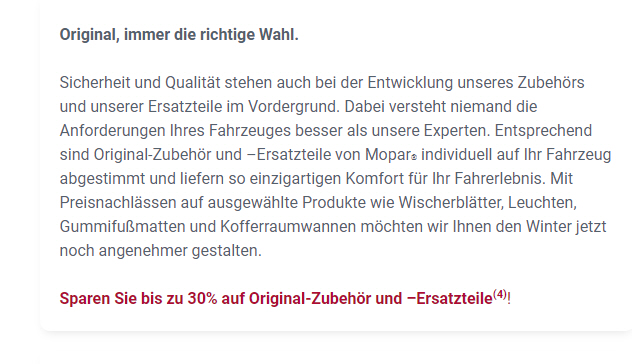 Original, immer die richtige Wahl.
Sicherheit und Qualität stehen auch bei der Entwicklung unseres Zubehörs
und unserer Ersatzteile im Vordergrund. Dabei versteht niemand die
Anforderungen Ihres Fahrzeuges besser als unsere Experten. Entsprechend
sind Original-Zubehör und –Ersatzteile von Mopar® individuell auf Ihr Fahrzeug
abgestimmt und liefern so einzigartigen Komfort für Ihr Fahrerlebnis. Mit
Preisnachlässen auf ausgewählte Produkte wie Wischerblätter, Leuchten,
Gummifußmatten und Kofferraumwannen möchten wir Ihnen den Winter jetzt
noch angenehmer gestalten.
Sparen Sie bis zu 30% auf Original-Zubehör und –Ersatzteile(4)!